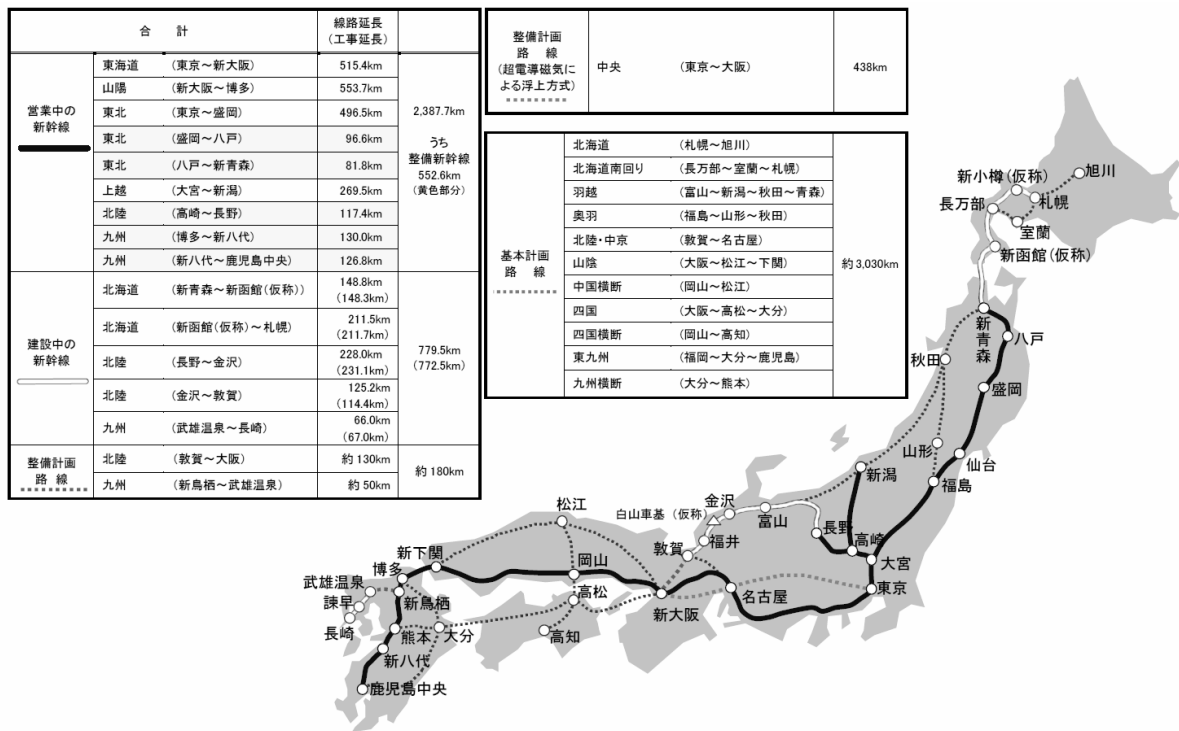 合 計 線路延長
(工事延長)
営業中の
新幹線
東海道 (東京～新大阪) 515.4km
山陽 (新大阪～博多) 553.7km
東北 (東京～盛岡) 496.5km
東北 (盛岡～八戸) 96.6km
東北 (八戸～新青森) 81.8km
上越 (大宮～新潟) 269.5km
北陸 (高崎～長野) 117.4km
九州 (博多～新八代) 130.0km
九州 (新八代～鹿児島中央) 126.8km
2,387.7km
うち
整備新幹線
552.6km
(黄色部分)
建設中の
新幹線
北海道 (新青森～新函館(仮称)) 148.8km
(148.3km)
北海道 (新函館(仮称)～札幌) 211.5km
(211.7km)
北陸 (長野～金沢) 228.0km
(231.1km)
北陸 (金沢～敦賀) 125.2km
(114.4km)
九州 (武雄温泉～長崎) 66.0km
(67.0km)
779.5km
(772.5km)
整備計画
路 線
北陸 (敦賀～大阪) 約130km
九州 (新鳥栖～武雄温泉) 約50km
約180km
整備計画
路 線
(超電導磁気に
よる浮上方式)
中央 (東京～大阪) 438km
基本計画
路 線
北海道 (札幌～旭川)
北海道南回り (長万部～室蘭～札幌)
羽越 (富山～新潟～秋田～青森)
奥羽 (福島～山形～秋田)
北陸・中京 (敦賀～名古屋)
山陰 (大阪～松江～下関)
中国横断 (岡山～松江)
四国 (大阪～高松～大分)
四国横断 (岡山～高知)
東九州 (福岡～大分～鹿児島)
九州横断 (大分～熊本)
約3,030km
旭川
新小樽(仮称)
札幌
長万部
室蘭
新函館(仮称)
新青森
八戸
秋田
盛岡
山形
仙台
新潟
福島
金沢
白山車基(仮称)
富山
長野
高崎
福井
敦賀
大宮
松江
東京
名古屋
新大阪
岡山
高松
高知
新下関
博多
武雄温泉
新鳥栖
諫早
長崎
熊本
大分
新八代
鹿児島中央